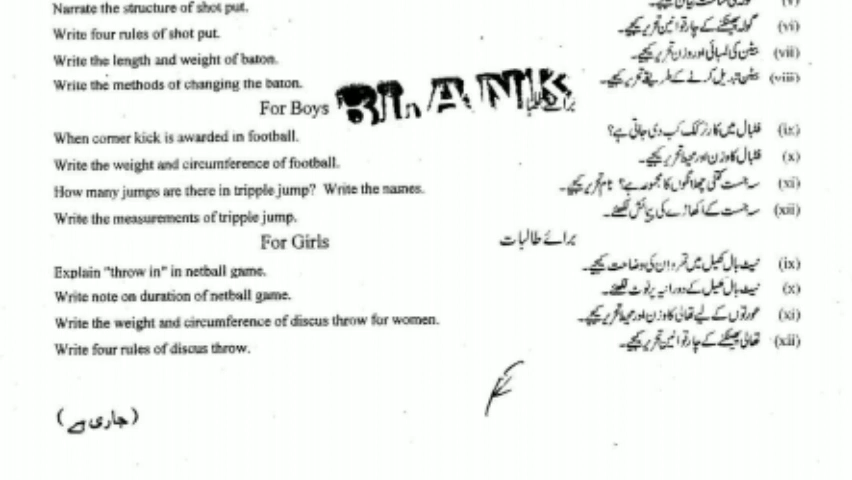 Narrate the structure of shot put. (v)
Write four rules of shot put. گولہ پھینکنے کے چار قوانین تحریر کیجیے۔ (vi)
Write the length and weight of baton. بیٹن کی لمبائی اور وزن تحریر کیجیے۔ (vii)
Write the methods of changing the baton. بیٹن تبدیل کرنے کے طریقے تحریر کیجیے۔ (viii)
For Boys BLANK برائے طلبا
When corner kick is awarded in football. فٹبال میں کارنر کک کب دی جاتی ہے؟ (ix)
Write the weight and circumference of football. فٹبال کا وزن اور محیط تحریر کیجیے۔ (x)
How many jumps are there in tripple jump? Write the names. سہ جست کتنی چھلانگوں کا مجموعہ ہے؟ نام تحریر کیجیے۔ (xi)
Write the measurements of tripple jump. سہ جست کے اکھاڑے کی پیمائش لکھئے۔ (xii)
For Girls برائے طالبات
Explain "throw in" in netball game. نیٹ بال کھیل میں تھرو ان کی وضاحت کیجیے۔ (ix)
Write note on duration of netball game. نیٹ بال کھیل کے دورانیہ پر نوٹ لکھئے۔ (x)
Write the weight and circumference of discus throw for women. عورتوں کے لیے تھالی کا وزن اور محیط تحریر کیجیے۔ (xi)
Write four rules of discus throw. تھالی پھینکنے کے چار قوانین تحریر کیجیے۔ (xii)
(جاری ہے)